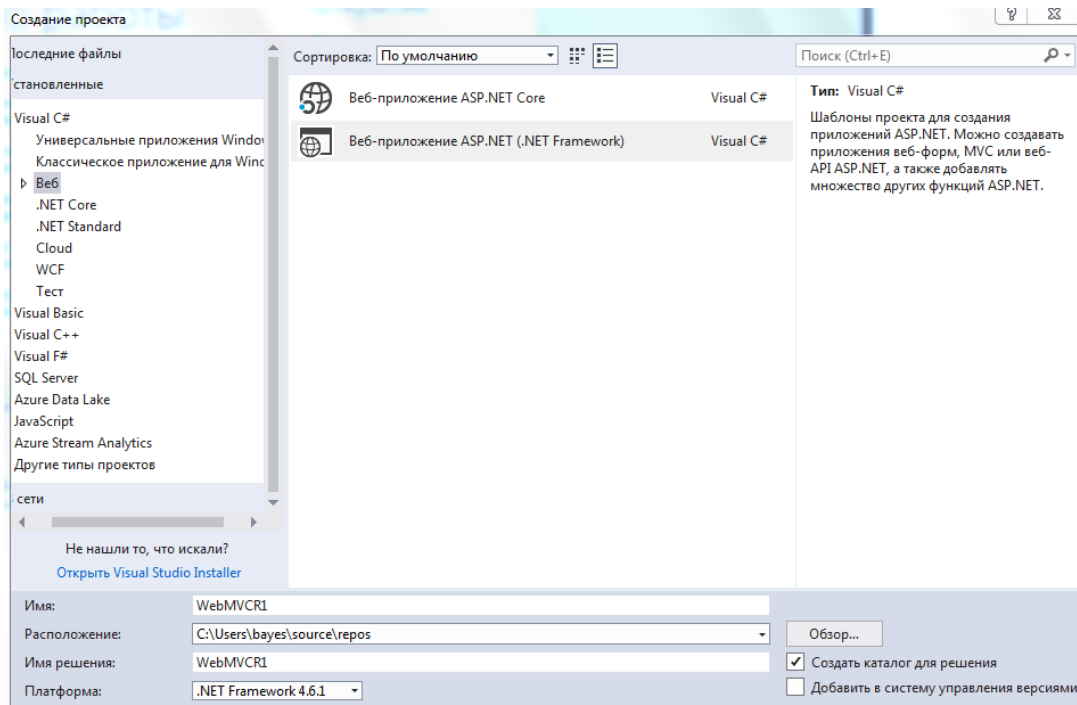 Создание проекта
Последние файлы
Установленные
Visual C#
Универсальные приложения Window
Классическое приложение для Winc
Веб
.NET Core
.NET Standard
Cloud
WCF
Тест
Visual Basic
Visual C++
Visual F#
SQL Server
Azure Data Lake
JavaScript
Azure Stream Analytics
Другие типы проектов
сети
Не нашли то, что искали?
Открыть Visual Studio Installer
Сортировка: По умолчанию
Веб-приложение ASP.NET Core Visual C#
Веб-приложение ASP.NET (.NET Framework) Visual C#
Поиск (Ctrl+E)
Тип: Visual C#
Шаблоны проекта для создания
приложений ASP.NET. Можно создавать
приложения веб-форм, MVC или веб-
API ASP.NET, а также добавлять
множество других функций ASP.NET.
Имя: WebMVCR1
Расположение: C:\Users\bayes\source\repos
Обзор...
Имя решения: WebMVCR1
Создать каталог для решения
Платформа: .NET Framework 4.6.1
Добавить в систему управления версиями